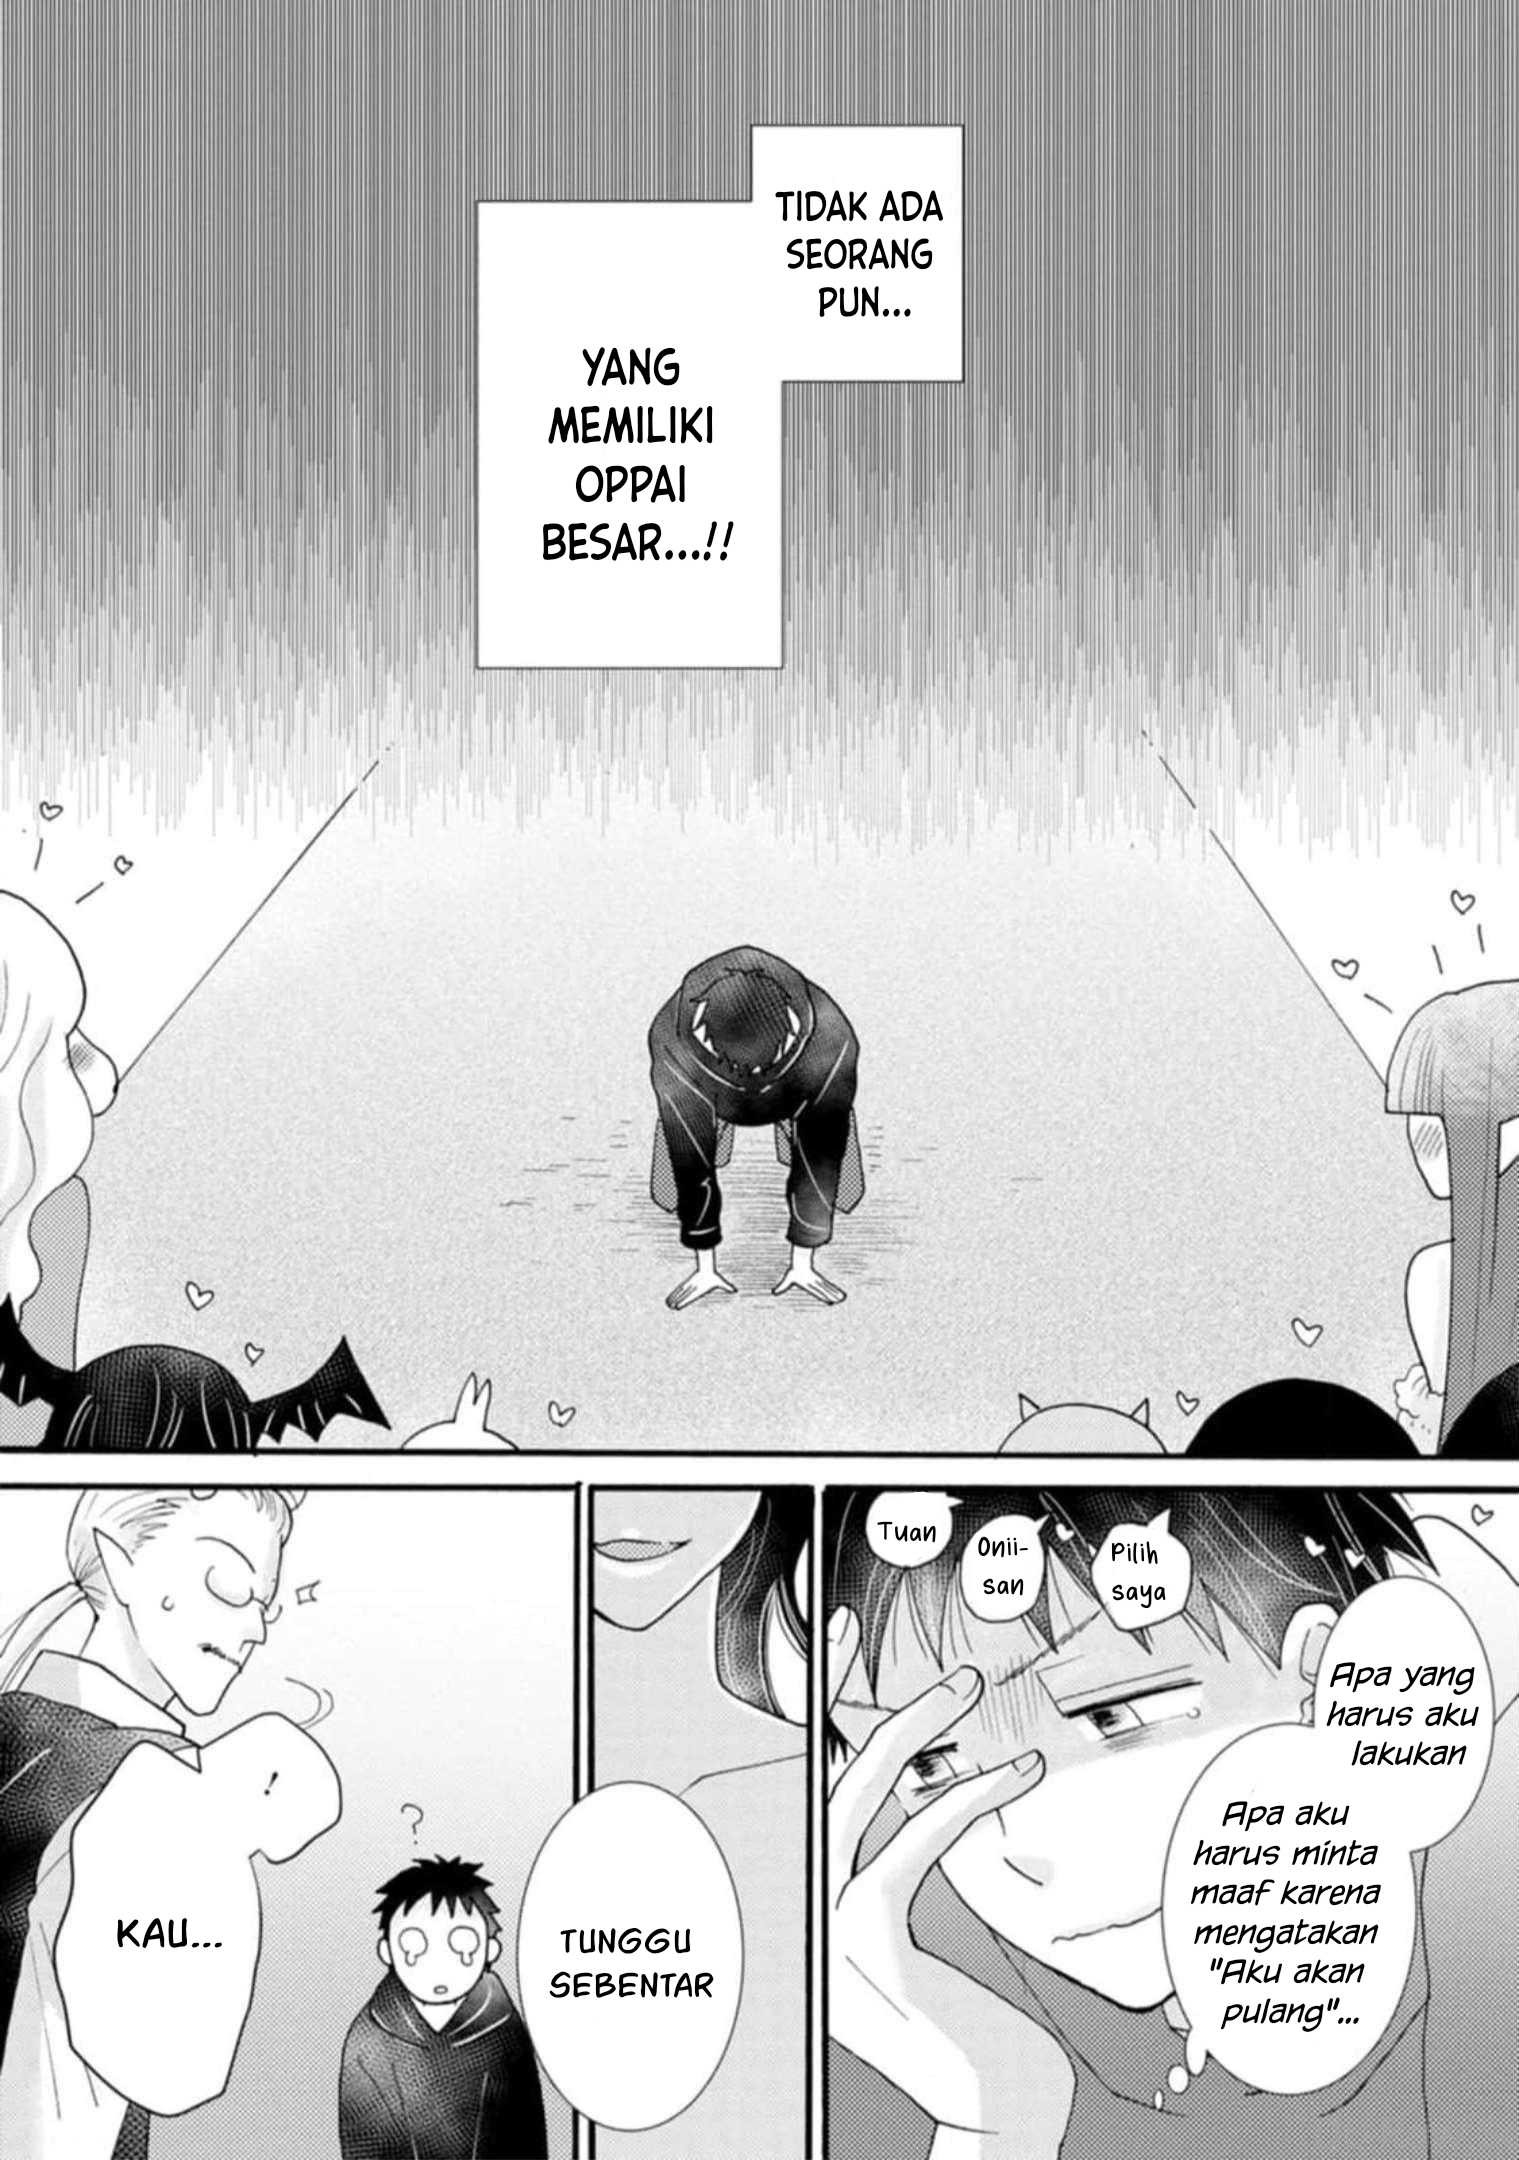 TIDAK ADA
SEORANG
PUN...
YANG
MEMILIKI
OPPAI
BESAR...!!
Pilih
saya
Onii-
san
Tuan
Apa yang
harus aku
lakukan
Apa aku
harus minta
maaf karena
mengatakan
"Aku akan
pulang"...
TUNGGU
SEBENTAR
?
!
KAU...